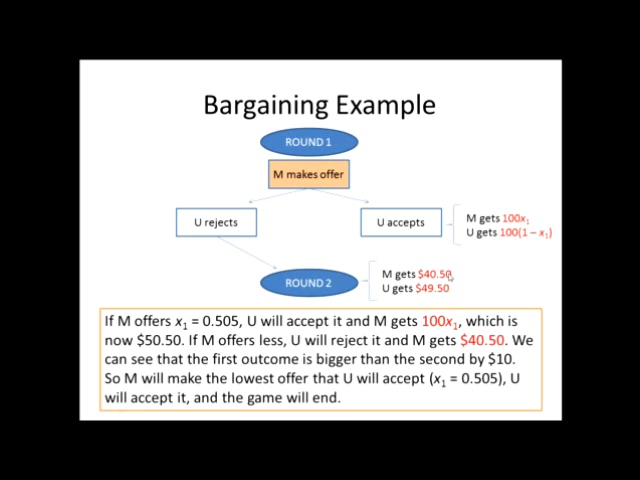 Bargaining Example
ROUND 1
M makes offer
U rejects
U accepts
M gets 100x₁
U gets 100(1 – x₁)
ROUND 2
M gets $40.50
U gets $49.50
If M offers x₁ = 0.505, U will accept it and M gets 100x₁, which is
now $50.50. If M offers less, U will reject it and M gets $40.50. We
can see that the first outcome is bigger than the second by $10.
So M will make the lowest offer that U will accept (x₁ = 0.505), U
will accept it, and the game will end.